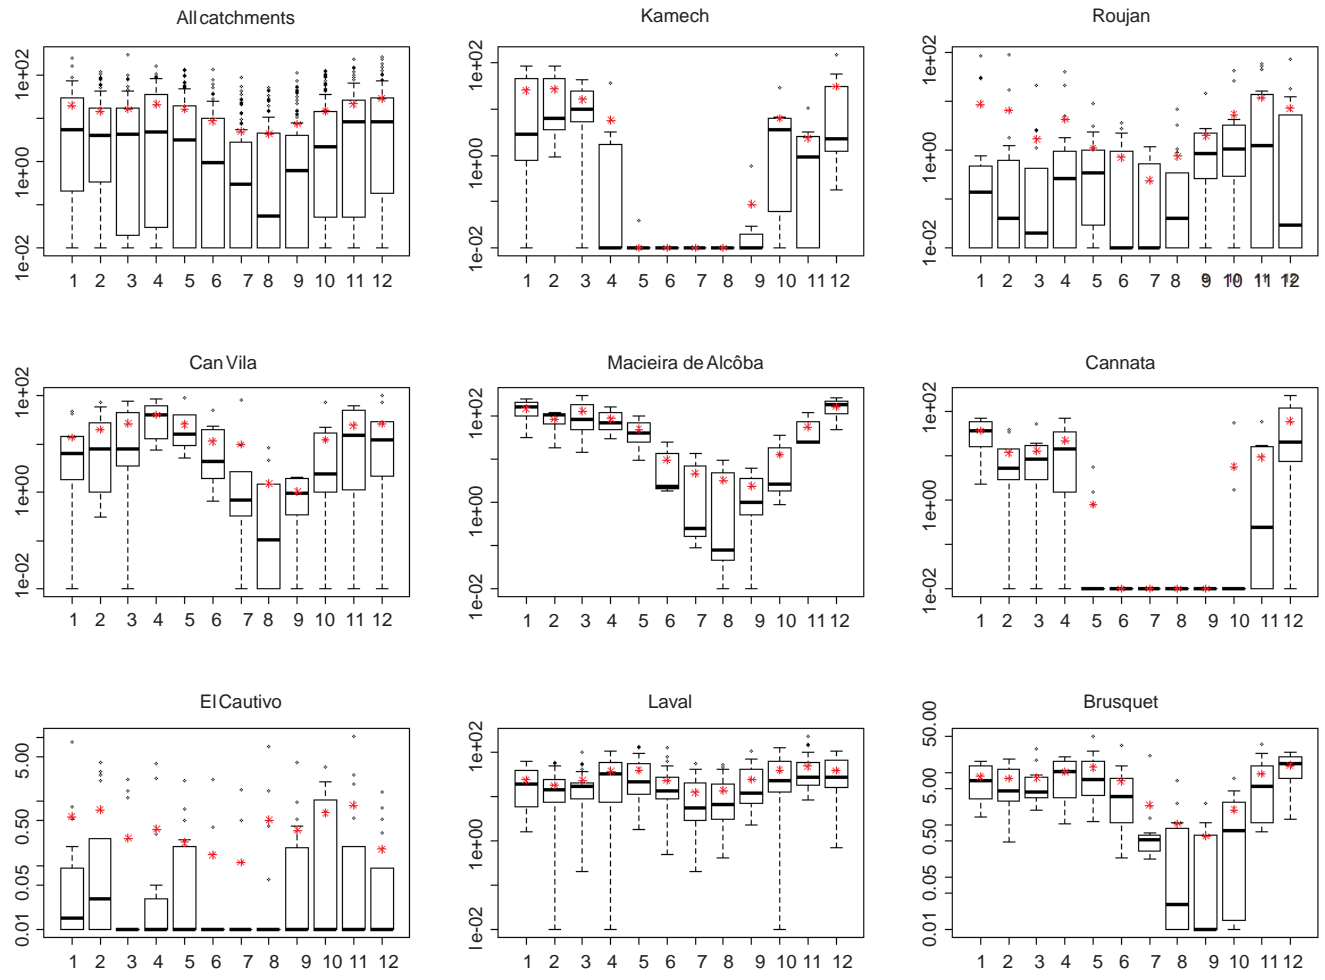 All catchments
Kamech
Roujan
1e+02
1e+00
1e-02
1 2 3 4 5 6 7 8 9 10 11 12
1e+02
1e+00
1e-02
1 2 3 4 5 6 7 8 9 10 11 12
1e+02
1e+00
1e-02
1 2 3 4 5 6 7 8 9 10 11 12
Can Vila
Macieira de Alcôba
Cannata
1e+02
1e+00
1e-02
1 2 3 4 5 6 7 8 9 10 11 12
1e+02
1e+00
1e-02
1 2 3 4 5 6 7 8 9 10 11 12
1e+02
1e+00
1e-02
1 2 3 4 5 6 7 8 9 10 11 12
El Cautivo
Laval
Brusquet
5.00
0.50
0.05
0.01
1 2 3 4 5 6 7 8 9 10 11 12
1e+02
1e+00
1e-02
1 2 3 4 5 6 7 8 9 10 11 12
50.00
5.00
0.50
0.05
0.01
1 2 3 4 5 6 7 8 9 10 11 12